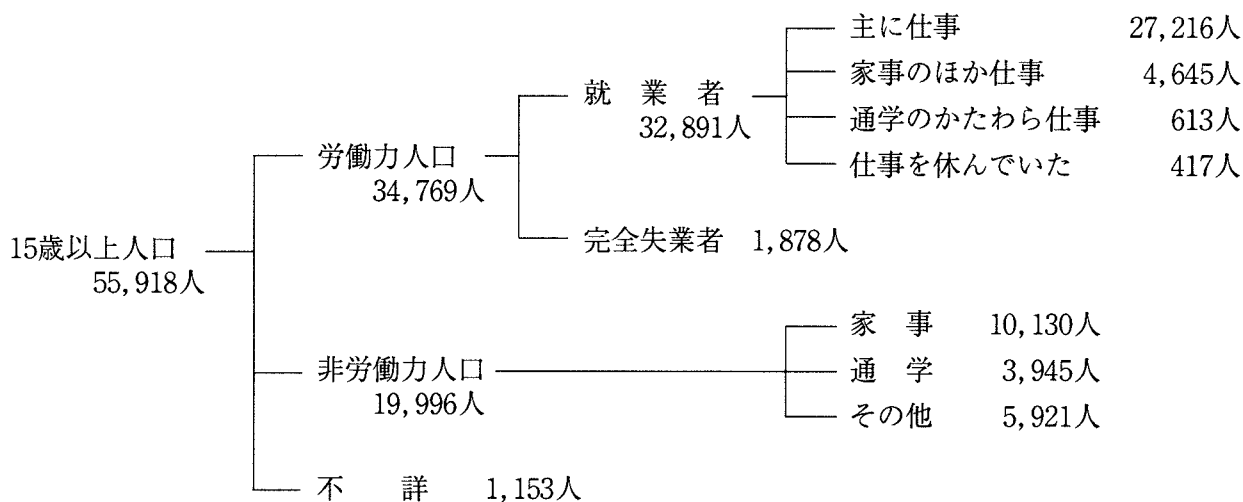 主に仕事 27,216人
家事のほか仕事 4,645人
就業者
通学のかたわら仕事 613人
32,891人
労働力人口
仕事を休んでいた 417人
34,769人
15歳以上人口
完全失業者 1,878人
55,918人
家事 10,130人
非労働力人口
通学 3,945人
19,996人
その他 5,921人
不詳 1,153人